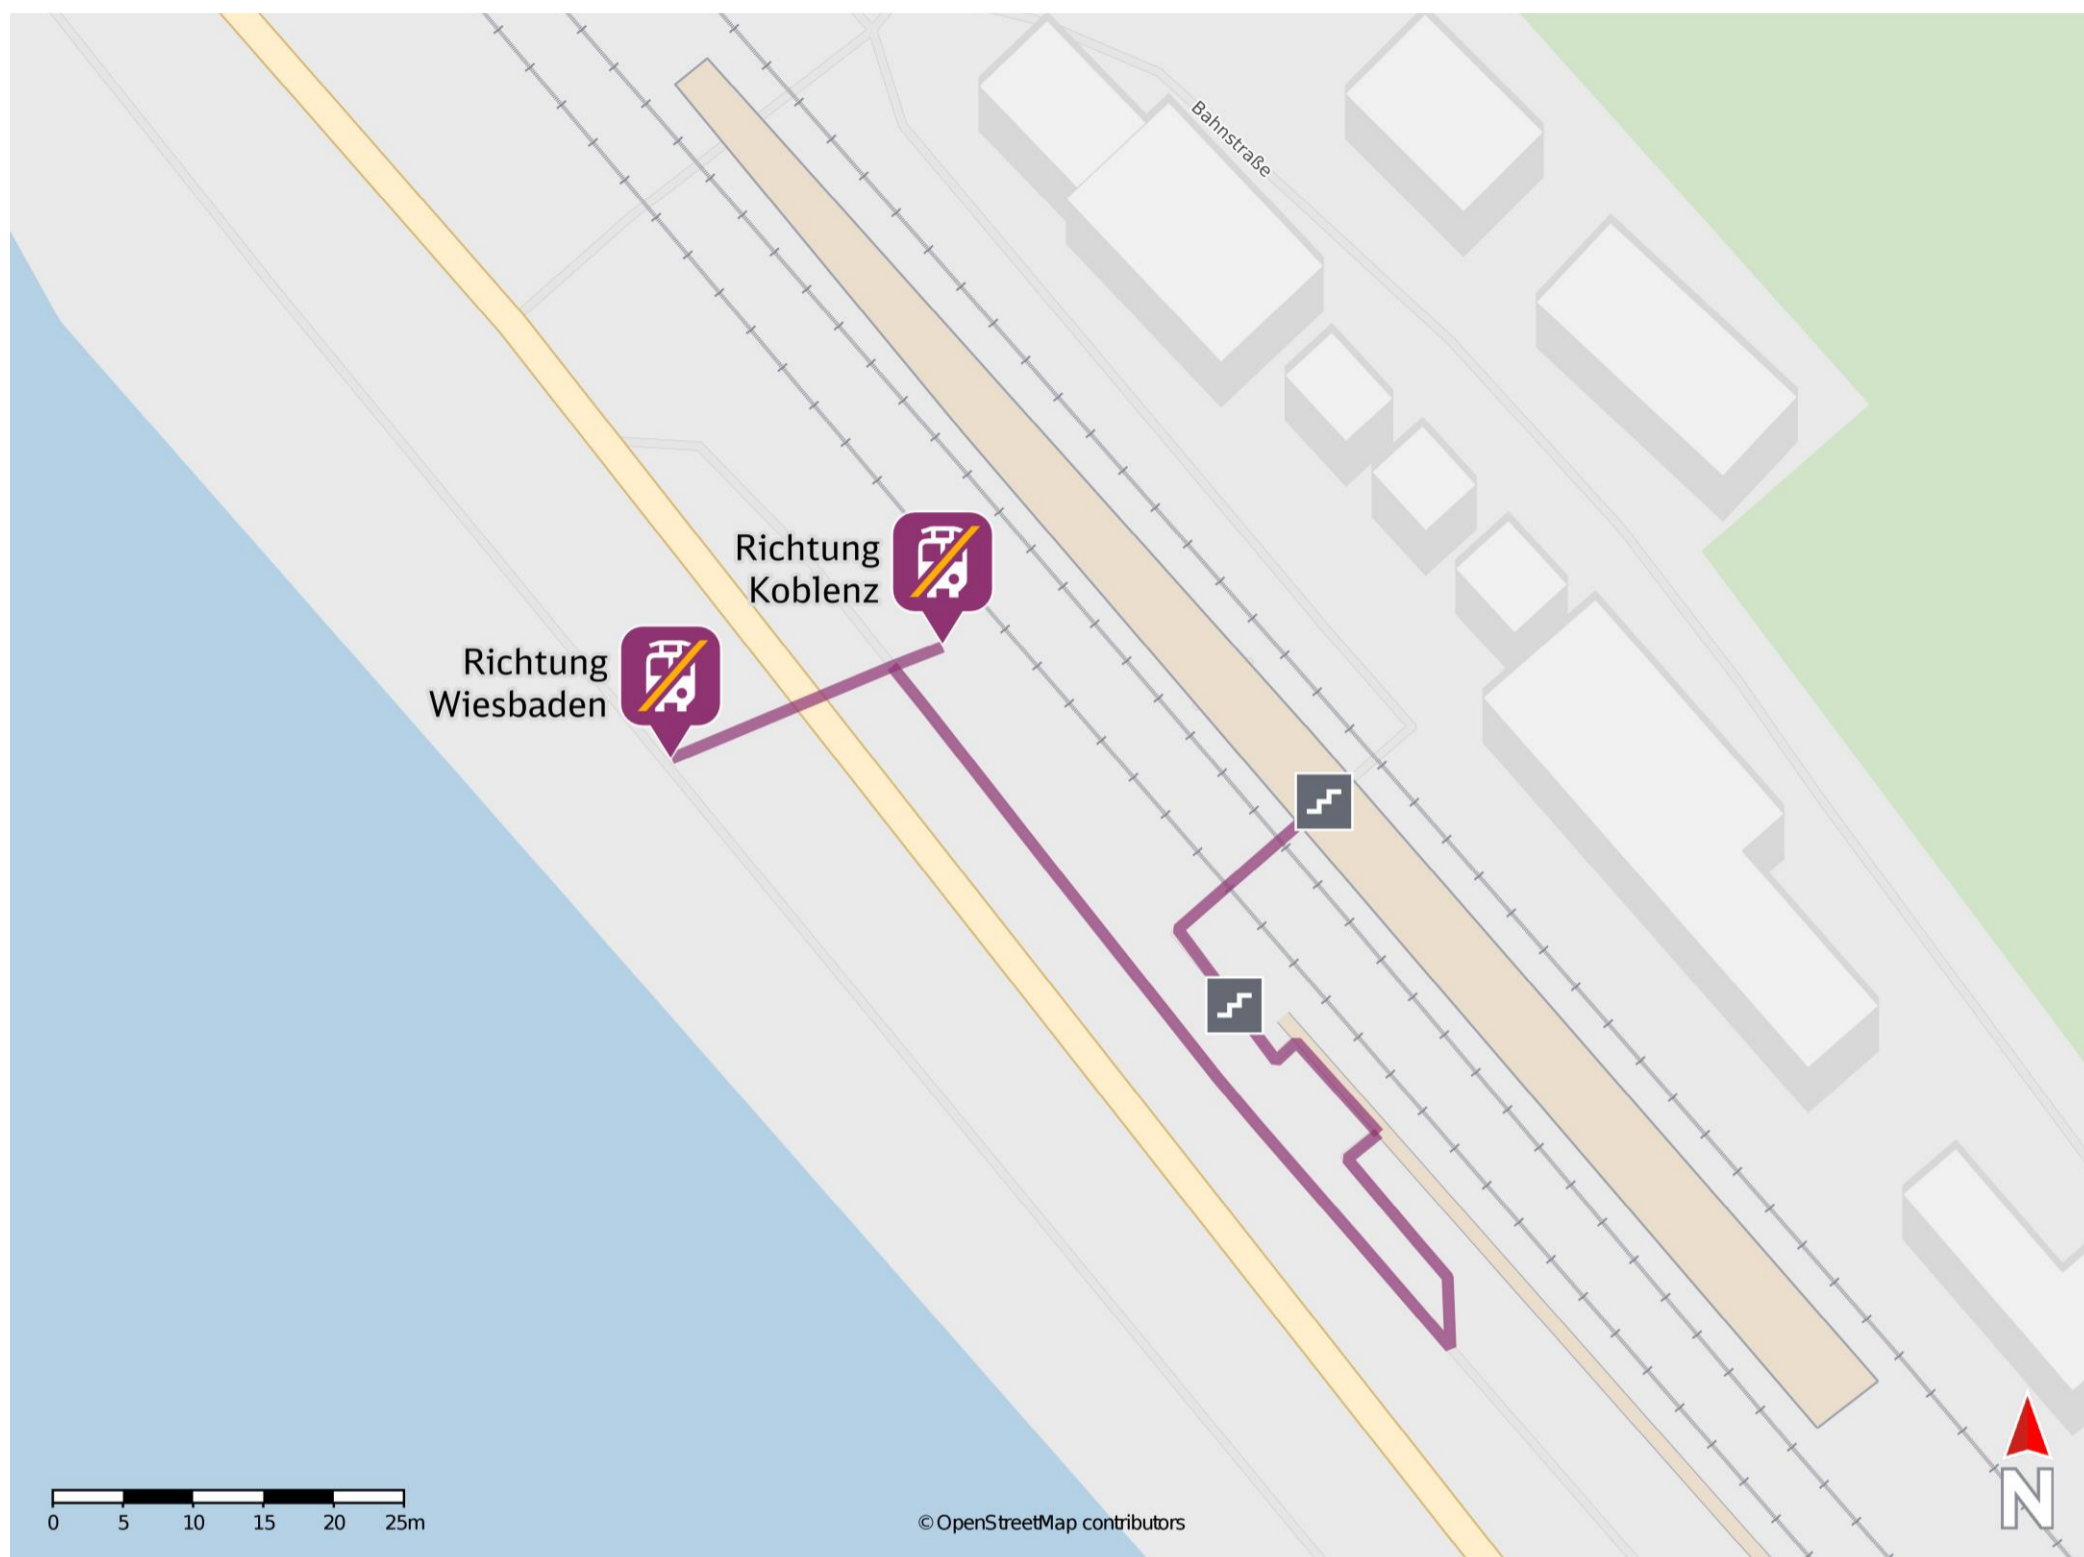 Bahnstraße
Richtung
Koblenz
Richtung
Wiesbaden
0 5 10 15 20 25m
© OpenStreetMap contributors
N